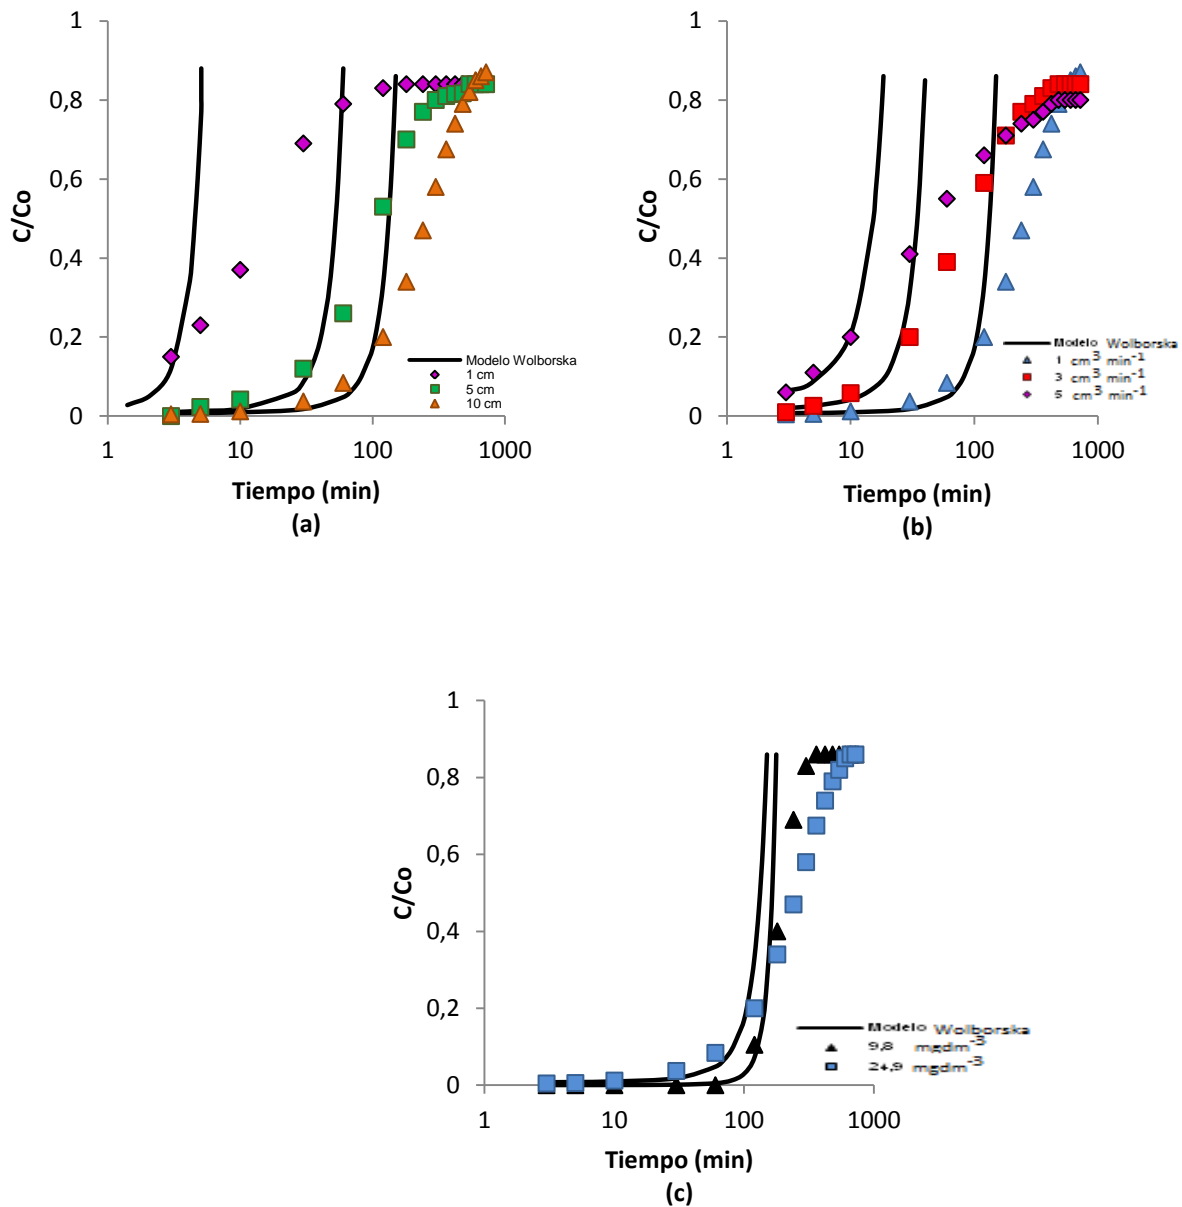 1
0,8
0,6
0,4
0,2
0
C/Co
1 10 100 1000
Tiempo (min)
(a)
Modelo Wolborska
1 cm
5 cm
10 cm
1
0,8
0,6
0,4
0,2
0
C/Co
1 10 100 1000
Tiempo (min)
(b)
Modelo Wolborska
1 cm³ min⁻¹
3 cm³ min⁻¹
cm³ min⁻¹
1
0,8
0,6
0,4
0,2
0
C/Co
1 10 100 1000
Tiempo (min)
(c)
Modelo Wolborska
9,8 mgdm⁻³
24,9 mgdm⁻³